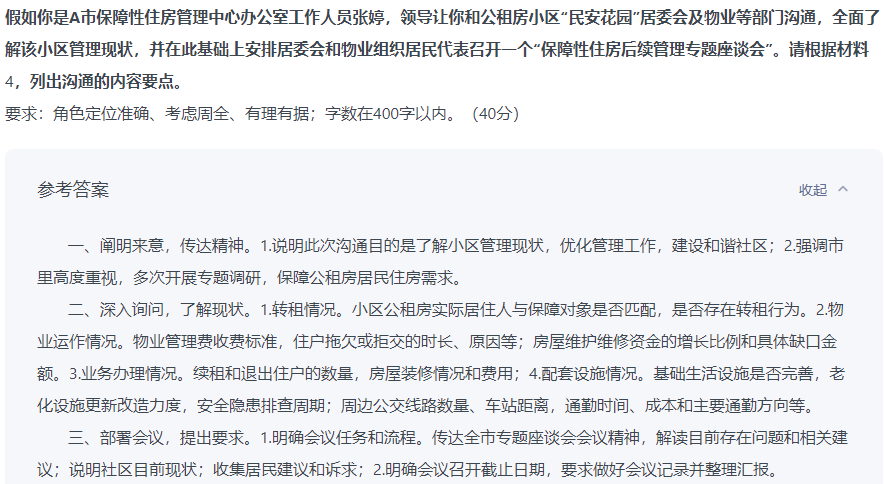 假如你是A市保障性住房管理中心办公室工作人员张婷，领导让你和公租房小区“民安花园”居委会及物业等部门沟通，全面了
解该小区管理现状，并在此基础上安排居委会和物业组织居民代表召开一个“保障性住房后续管理专题座谈会”。请根据材料
4，列出沟通的内容要点。
要求：角色定位准确、考虑周全、有理有据；字数在400字以内。（40分）
参考答案
收起
一、阐明来意，传达精神。1.说明此次沟通目的是了解小区管理现状，优化管理工作，建设和谐社区；2.强调市
里高度重视，多次开展专题调研，保障公租房居民住房需求。
二、深入询问，了解现状。1.转租情况。小区公租房实际居住人与保障对象是否匹配，是否存在转租行为。2.物
业运作情况。物业管理费收费标准，住户拖欠或拒交的时长、原因等；房屋维护维修资金的增长比例和具体缺口金
额。3.业务办理情况。续租和退出住户的数量，房屋装修情况和费用；4.配套设施情况。基础生活设施是否完善，老
化设施更新改造力度，安全隐患排查周期；周边公交线路数量、车站距离，通勤时间、成本和主要通勤方向等。
三、部署会议，提出要求。1.明确会议任务和流程。传达全市专题座谈会会议精神，解读目前存在问题和相关建
议；说明社区目前现状；收集居民建议和诉求；2.明确会议召开截止日期，要求做好会议记录并整理汇报。